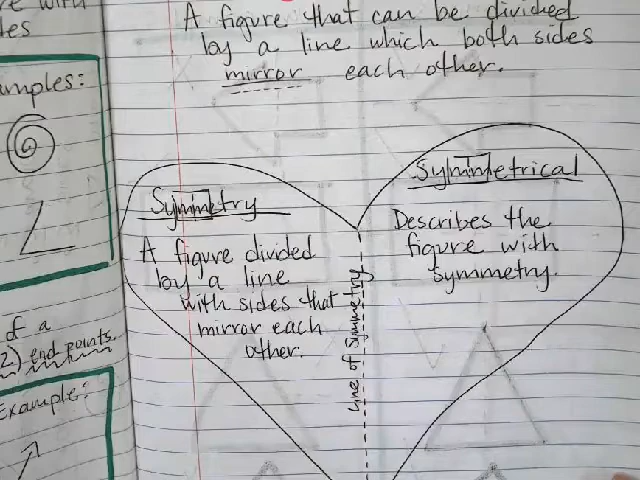 with
A figure that can be divided
by a line which both sides
mirror each other.
Symmetry
A figure divided
by a line
with sides that
mirror each
other.
Line of Symmetry
Symmetrical
Describes the
figure with
symmetry.
of a
2) end points.
Example: